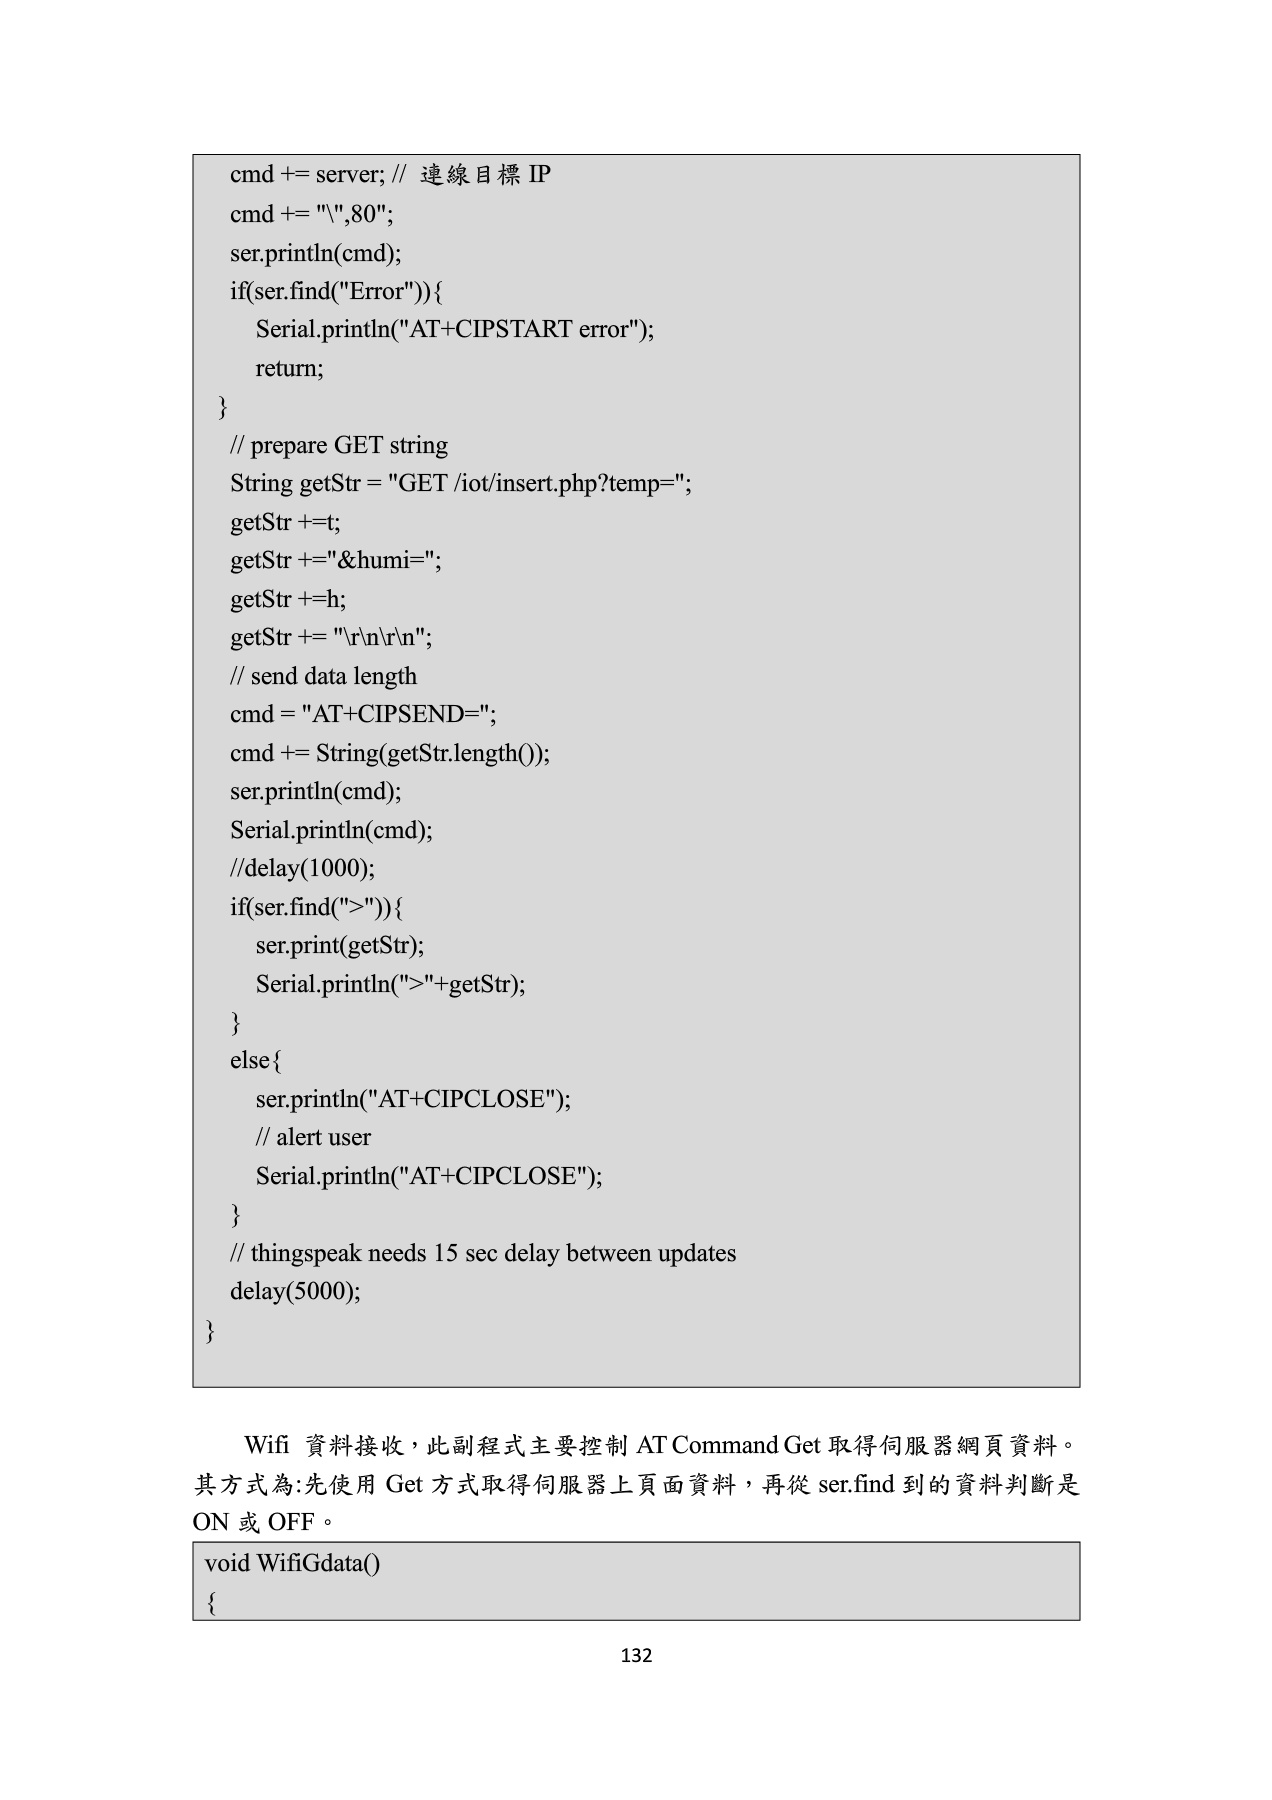 cmd += server; // 連線目標 IP
cmd += "\",80";
ser.println(cmd);
if(ser.find("Error")){
Serial.println("AT+CIPSTART error");
return;
}
// prepare GET string
String getStr = "GET /iot/insert.php?temp=";
getStr +=t;
getStr +="&humi=";
getStr +=h;
getStr += "\r\n\r\n";
// send data length
cmd = "AT+CIPSEND=";
cmd += String(getStr.length());
ser.println(cmd);
Serial.println(cmd);
//delay(1000);
if(ser.find(">")){
ser.print(getStr);
Serial.println(">"+getStr);
}
else{
ser.println("AT+CIPCLOSE");
// alert user
Serial.println("AT+CIPCLOSE");
}
// thingspeak needs 15 sec delay between updates
delay(5000);
}
Wifi 資料接收，此副程式主要控制 AT Command Get 取得伺服器網頁資料。
其方式為:先使用 Get 方式取得伺服器上頁面資料，再從 ser.find 到的資料判斷是
ON 或 OFF。
void WifiGdata()
{
132